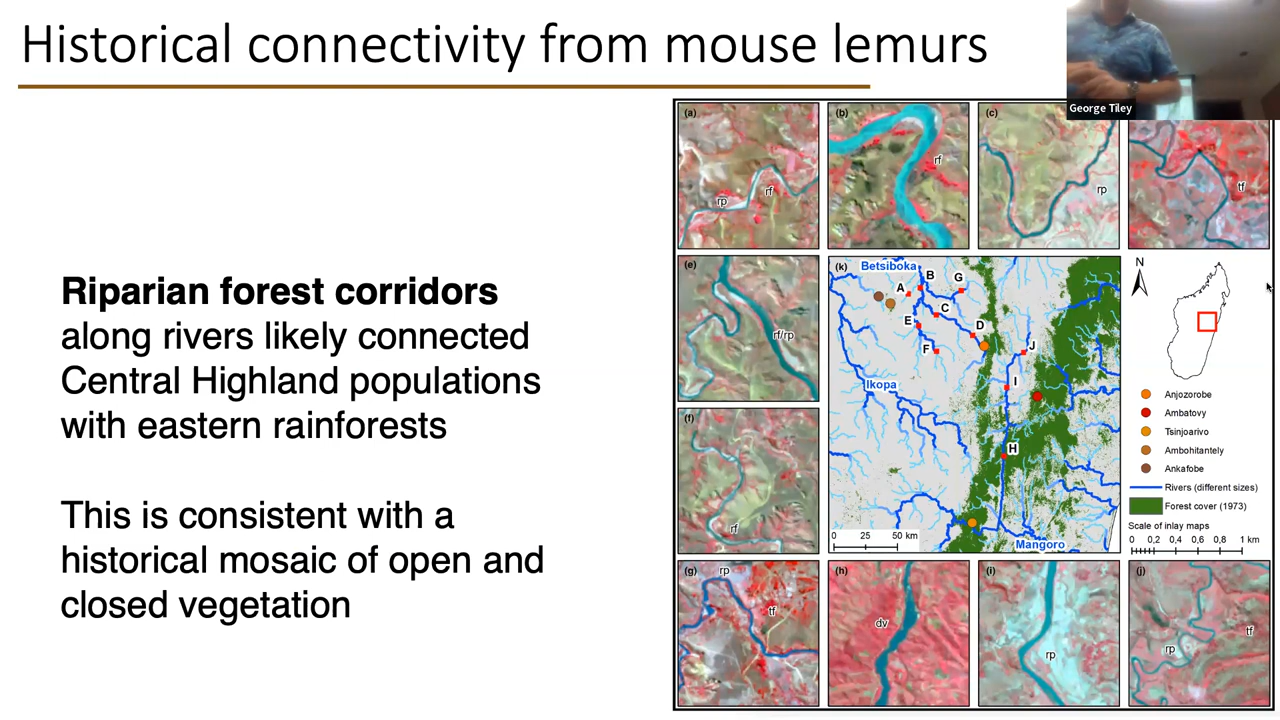 Historical connectivity from mouse lemurs
George Tiley
Riparian forest corridors
along rivers likely connected
Central Highland populations
with eastern rainforests
This is consistent with a
historical mosaic of open and
closed vegetation
(a)
rp
rf
(b)
rf
(c)
rp
tf
(e)
rf/rp
(k)
Betsiboka
B
G
A
C
E
D
F
J
Ikopa
I
H
0 25 50 km
Mangoro
N
Anjozorobe
Ambatovy
Tsinjoarivo
Ambohitantely
Ankafobe
Rivers (different sizes)
Forest cover (1973)
Scale of inlay maps
0 0,2 0,4 0,6 0,8 1 km
(f)
rf
(g)
rp
tf
(h)
dv
(i)
rp
(j)
rp
tf